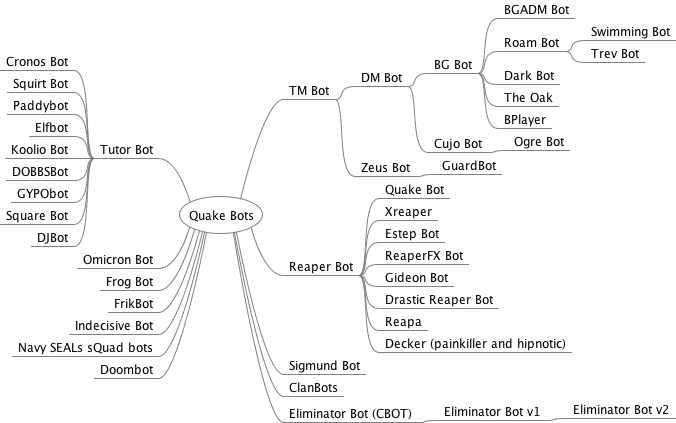 BGADM Bot
Swimming Bot
Roam Bot
Trev Bot
Cronos Bot
BG Bot
Squirt Bot
DM Bot
Dark Bot
TM Bot
The Oak
Paddybot
BPlayer
Elfbot
Cujo Bot
Ogre Bot
Koolio Bot
Tutor Bot
Zeus Bot
GuardBot
DOBBSBot
GYPObot
Quake Bot
Square Bot
Quake Bots
Xreaper
DJBot
Estep Bot
Omicron Bot
Reaper Bot
ReaperFX Bot
Frog Bot
Gideon Bot
FrikBot
Drastic Reaper Bot
Indecisive Bot
Reapa
Navy SEALs sQuad bots
Decker (painkiller and hipnotic)
Doombot
Sigmund Bot
ClanBots
Eliminator Bot (CBOT)
Eliminator Bot v1
Eliminator Bot v2